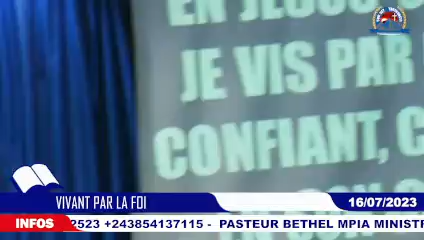 EN JESUS
JE VIS PAR
CONFIANT, C
VIVANT PAR LA FOI
16/07/2023
INFOS
2523 +243854137115 - PASTEUR BETHEL MPIA MINISTR